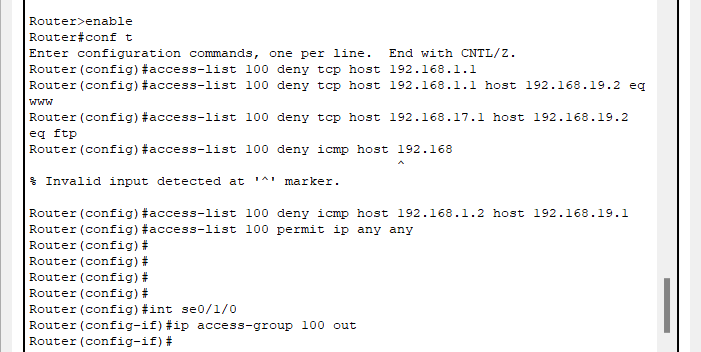 Router>enable
Router#conf t
Enter configuration commands, one per line.  End with CNTL/Z.
Router(config)#access-list 100 deny tcp host 192.168.1.1
Router(config)#access-list 100 deny tcp host 192.168.1.1 host 192.168.19.2 eq
www
Router(config)#access-list 100 deny tcp host 192.168.17.1 host 192.168.19.2
eq ftp
Router(config)#access-list 100 deny icmp host 192.168
^
% Invalid input detected at '^' marker.
Router(config)#access-list 100 deny icmp host 192.168.1.2 host 192.168.19.1
Router(config)#access-list 100 permit ip any any
Router(config)#
Router(config)#
Router(config)#
Router(config)#
Router(config)#int se0/1/0
Router(config-if)#ip access-group 100 out
Router(config-if)#